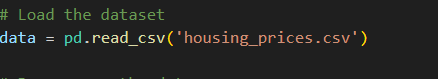 # Load the dataset
data = pd.read_csv('housing_prices.csv')